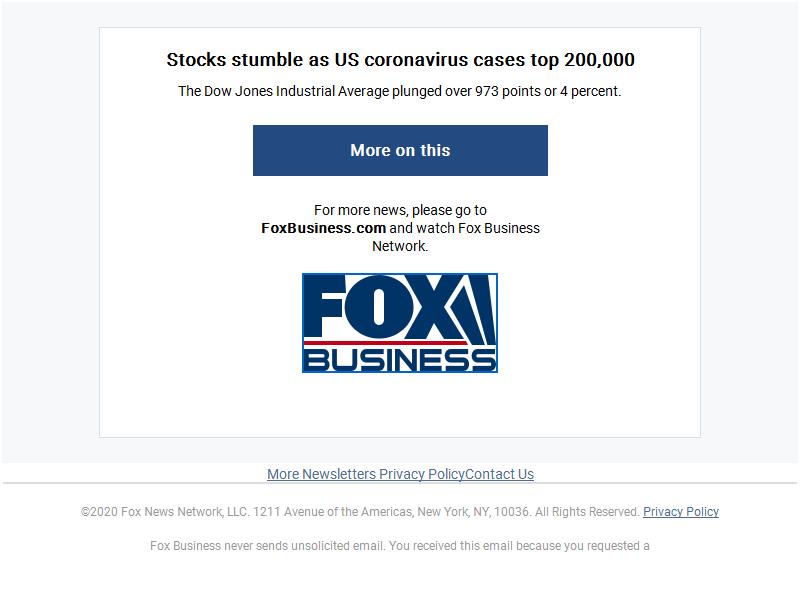 Stocks stumble as US coronavirus cases top 200,000
The Dow Jones Industrial Average plunged over 973 points or 4 percent.
More on this
For more news, please go to
FoxBusiness.com and watch Fox Business
Network.
FOX
BUSINESS
More Newsletters Privacy PolicyContact Us
©2020 Fox News Network, LLC. 1211 Avenue of the Americas, New York, NY, 10036. All Rights Reserved. Privacy Policy
Fox Business never sends unsolicited email. You received this email because you requested a